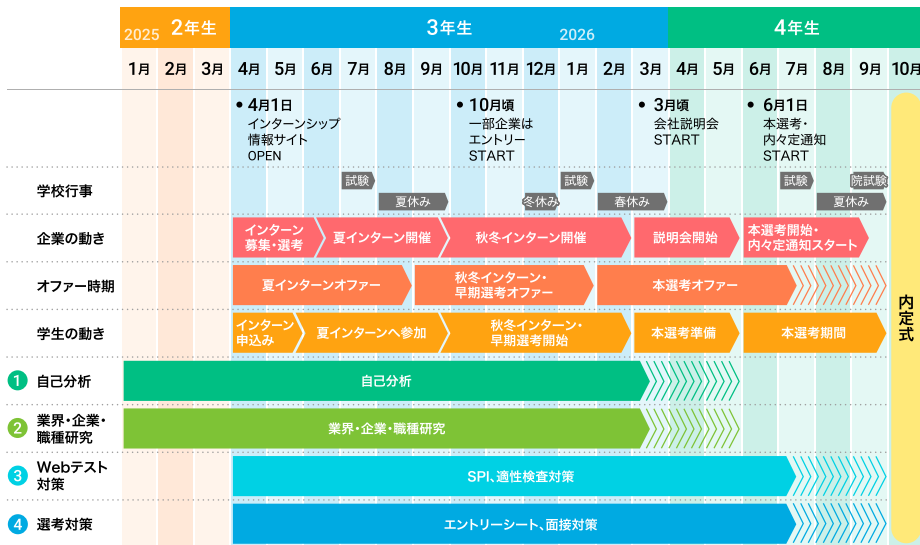 2025 2年生
3年生
2026
4年生
1月 2月 3月 4月 5月 6月 7月 8月 9月 10月 11月 12月 1月 2月 3月 4月 5月 6月 7月 8月 9月 10月
• 4月1日
インターンシップ
情報サイト
OPEN
• 10月頃
一部企業は
エントリー
START
• 3月頃
会社説明会
START
• 6月1日
本選考・
内々定通知
START
学校行事
試験
夏休み
冬休み
試験
春休み
試験
夏休み
院試験
企業の動き
インターン
募集・選考
夏インターン開催
秋冬インターン開催
説明会開始
本選考開始・
内々定通知スタート
オファー時期
夏インターンオファー
秋冬インターン・
早期選考オファー
本選考オファー
学生の動き
インターン
申込み
夏インターンへ参加
秋冬インターン・
早期選考開始
本選考準備
本選考期間
内定式
1 自己分析
自己分析
2 業界・企業・
職種研究
業界・企業・職種研究
3 Webテスト
対策
SPI、適性検査対策
4 選考対策
エントリーシート、面接対策